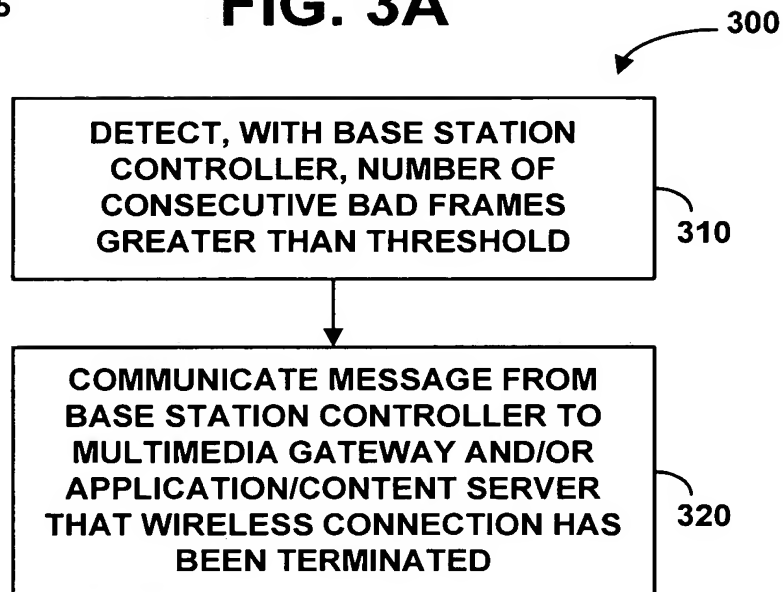 5
FIG. 3A
300
DETECT, WITH BASE STATION
CONTROLLER, NUMBER OF
CONSECUTIVE BAD FRAMES
GREATER THAN THRESHOLD
310
COMMUNICATE MESSAGE FROM
BASE STATION CONTROLLER TO
MULTIMEDIA GATEWAY AND/OR
APPLICATION/CONTENT SERVER
THAT WIRELESS CONNECTION HAS
BEEN TERMINATED
320